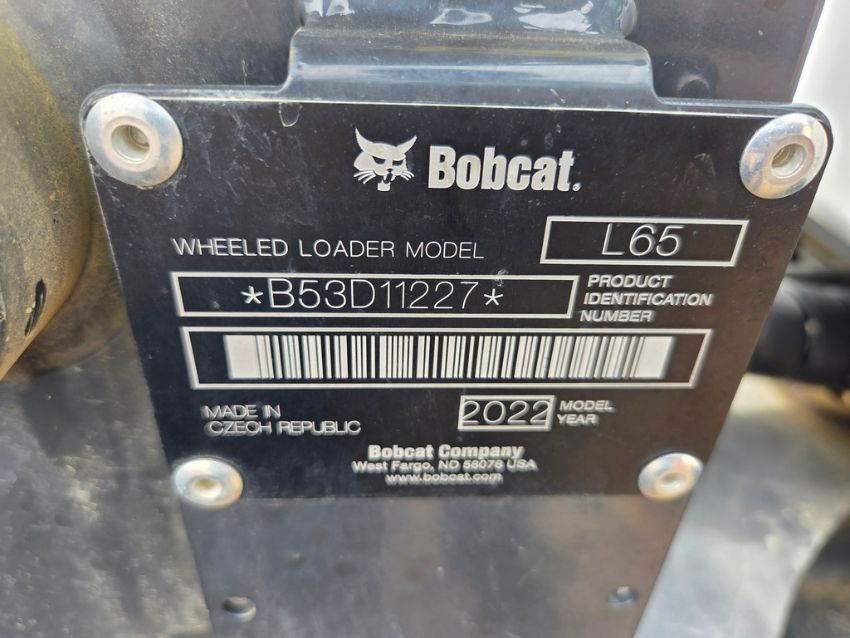 Bobcat.
WHEELED LOADER MODEL L65
*B53D11227* PRODUCT IDENTIFICATION NUMBER
MADE IN
CZECH REPUBLIC
2022 MODEL YEAR
Bobcat Company
West Fargo, ND 58078 USA
www.bobcat.com